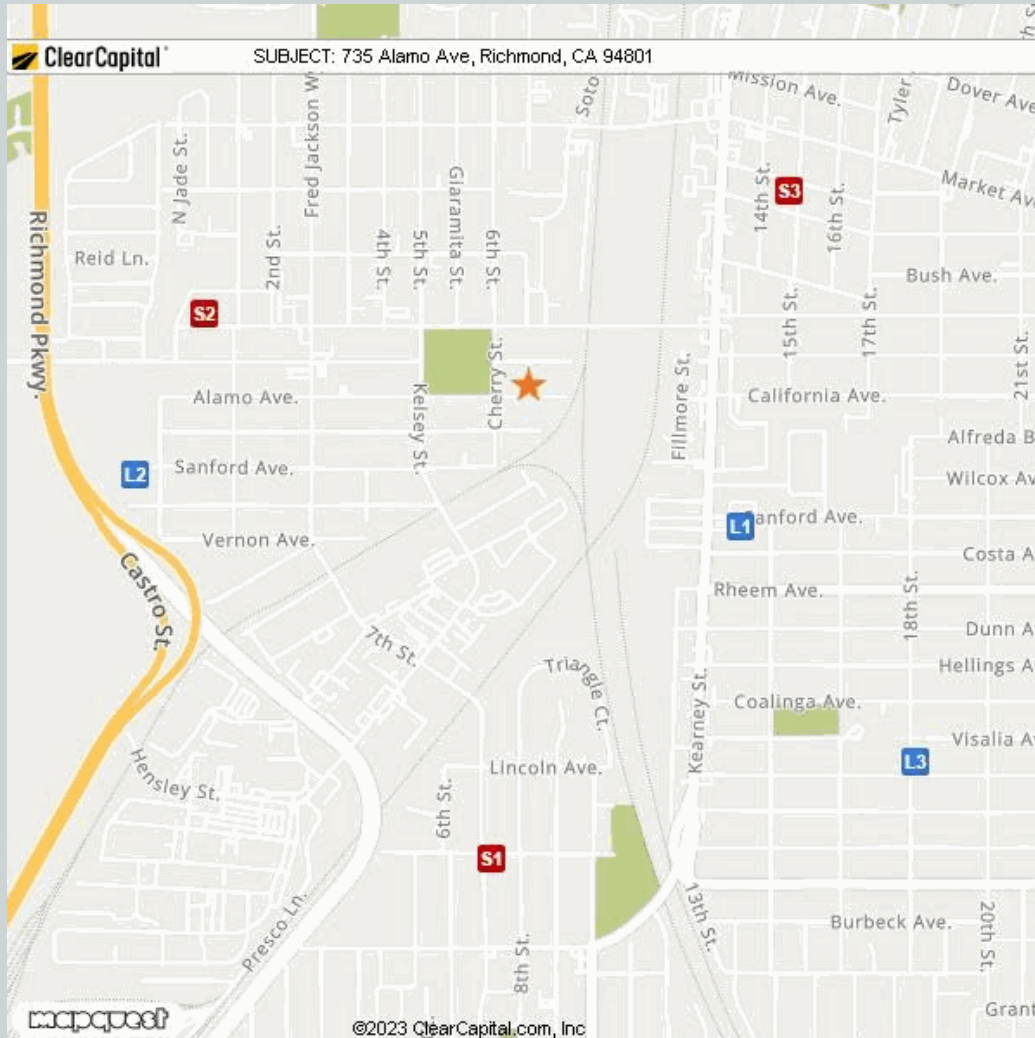 ClearCapital
SUBJECT: 735 Alamo Ave, Richmond, CA 94801
Soto
Mission Ave.
Tyler
Dover Ave
Fred Jackson W
N Jade St.
Giaramita St.
14th St.
S3
16th St.
Market Av
Richmond Pkwy.
Reid Ln.
2nd St.
4th St.
5th St.
6th St.
Bush Ave.
S2
15th St.
17th St.
Cherry St.
Fillmore St.
21st St.
Alamo Ave.
Kelsey St.
California Ave.
Alfreda B
L2
Sanford Ave.
Wilcox Av
L1
Sanford Ave.
Vernon Ave.
Costa A
Castro St.
Rheem Ave.
18th St.
7th St.
Dunn A
Triangle Ct.
Hellings A
Kearney St.
Coalinga Ave.
Visalia Av
Hensley St.
Lincoln Ave.
L3
6th St.
S1
Presco Ln.
13th St.
Burbeck Ave.
20th St.
8th St.
Grant
mapquest
©2023 ClearCapital.com, Inc